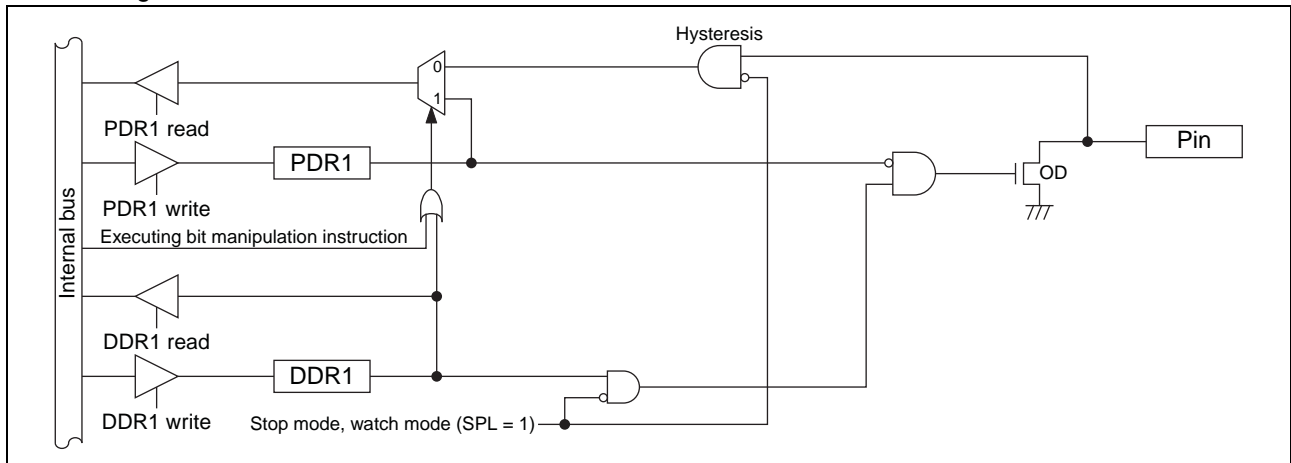 Hysteresis
0
1
PDR1 read
PDR1
Pin
OD
PDR1 write
Executing bit manipulation instruction
Internal bus
DDR1 read
DDR1
DDR1 write
Stop mode, watch mode (SPL = 1)